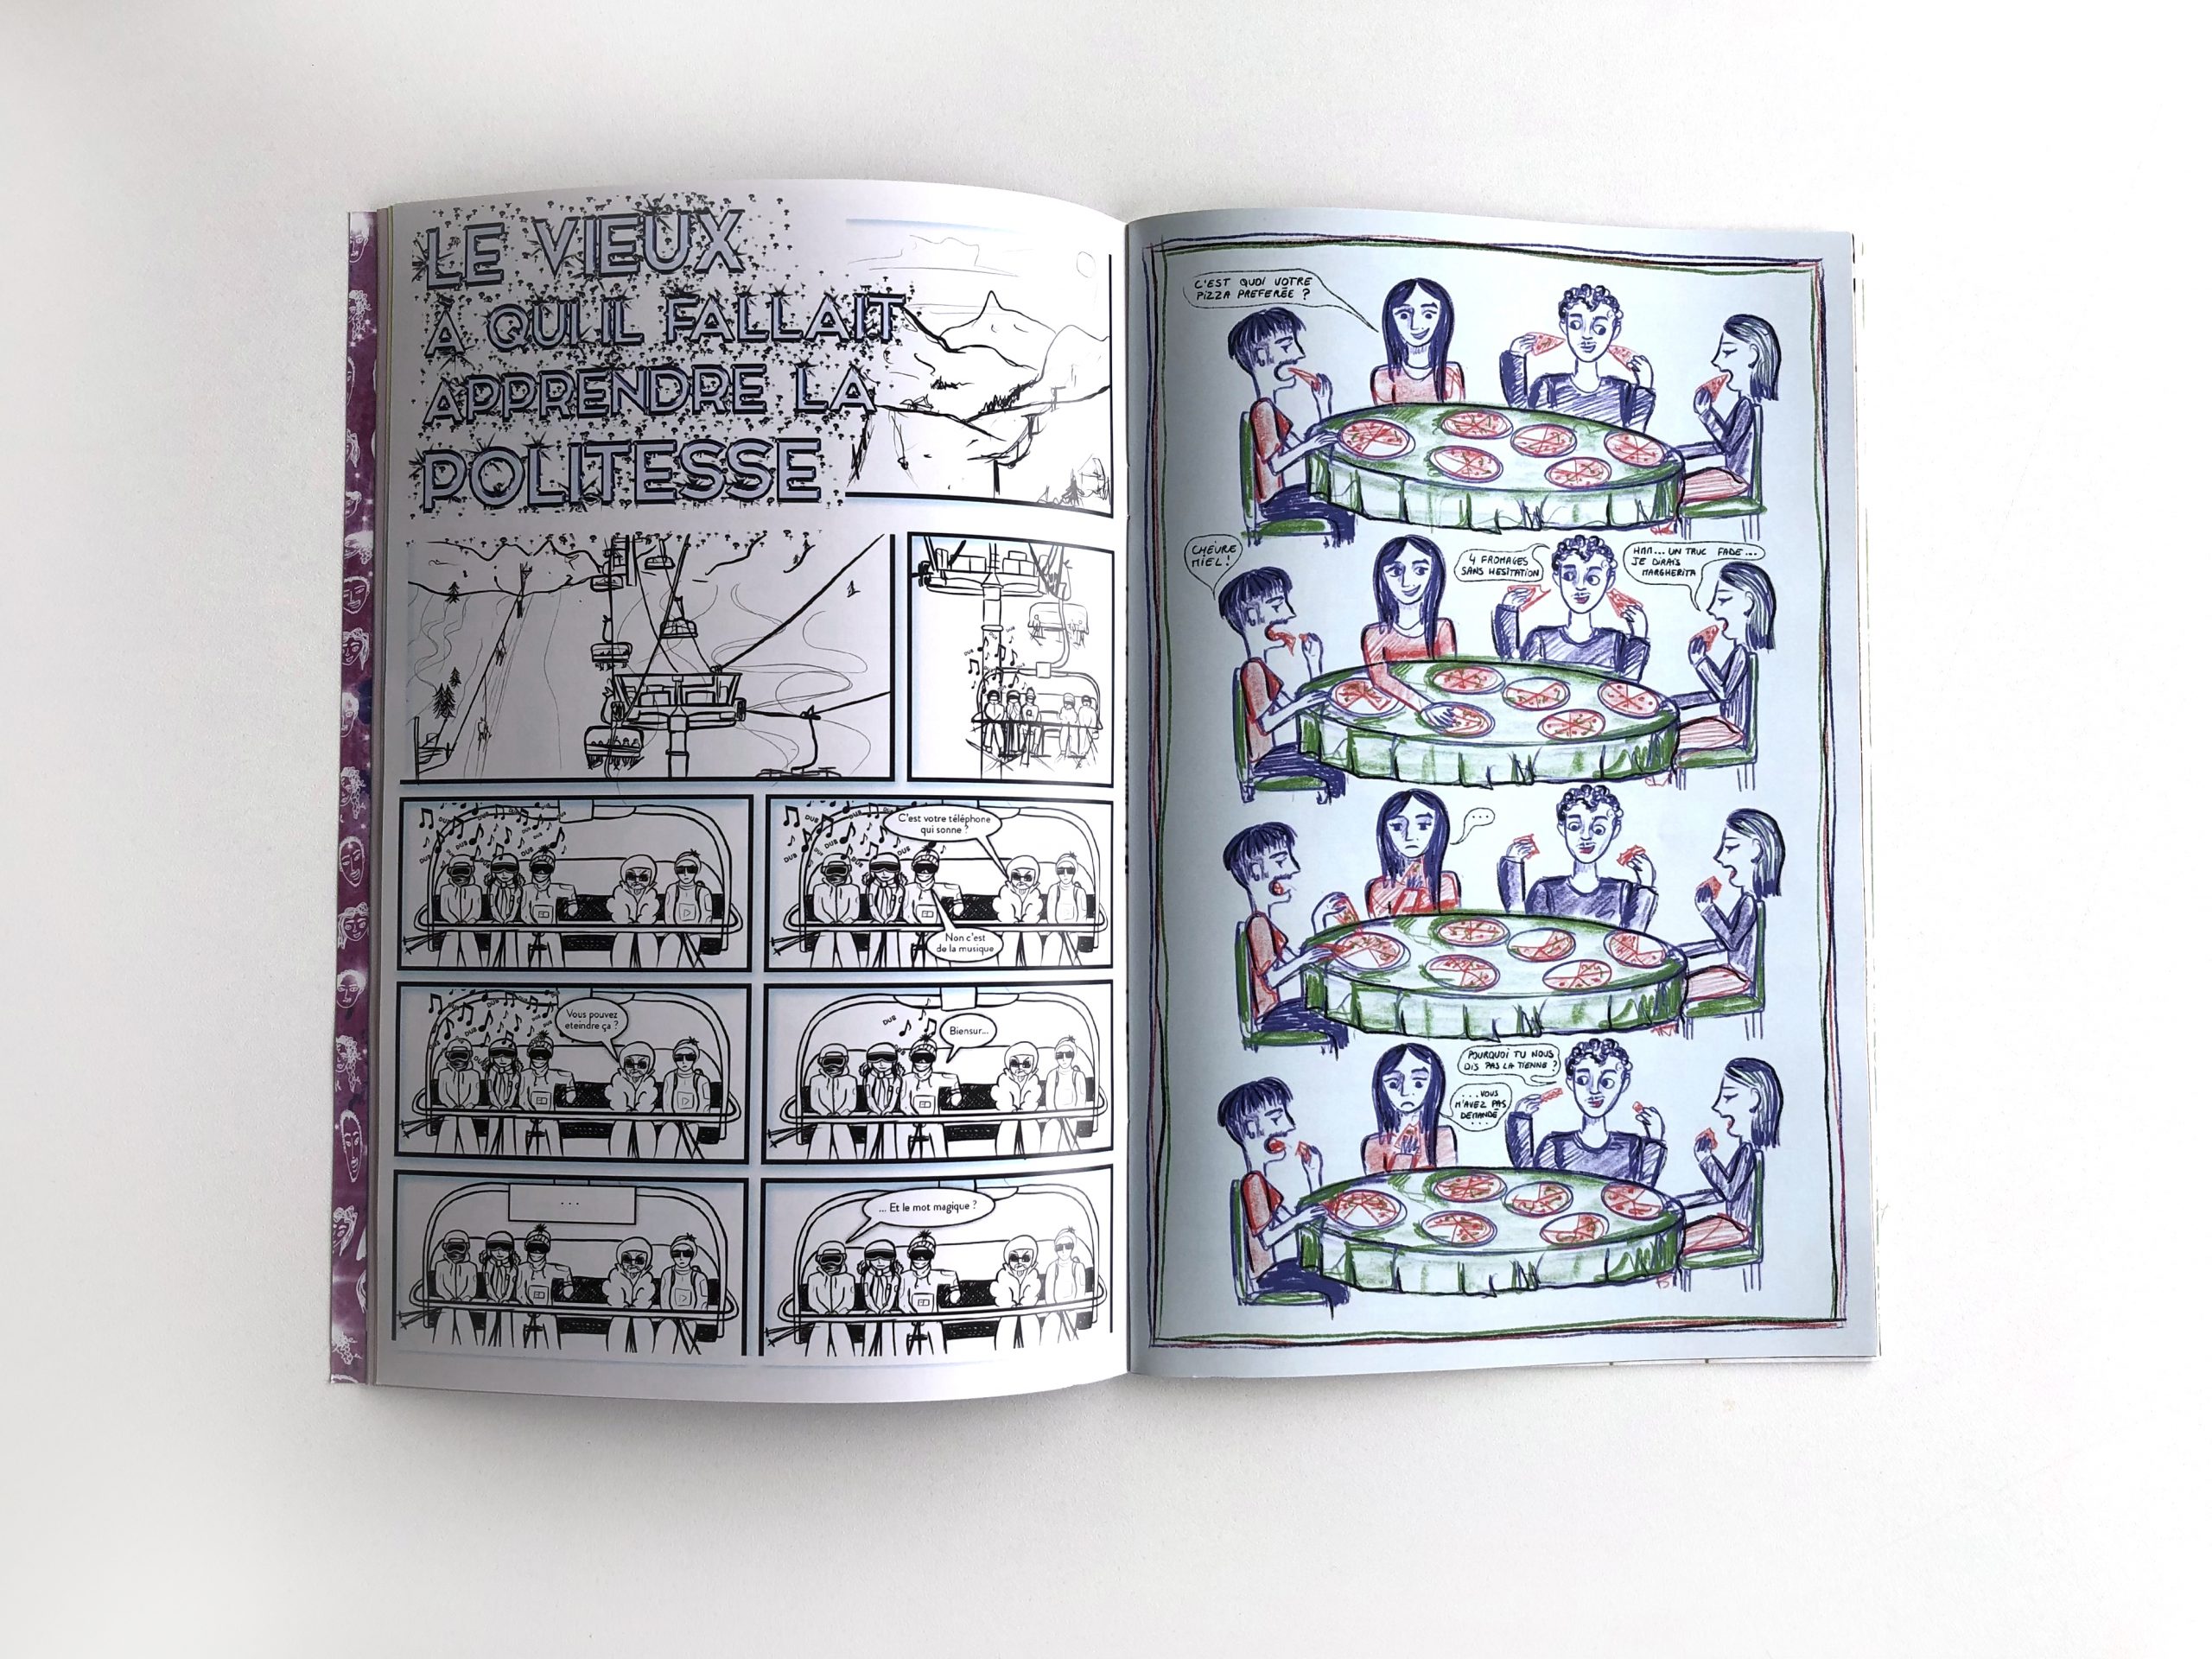 LE VIEUX
À QUI IL FALLAIT
APPRENDRE LA
POLITESSE
DUB
DUB
DUB
C'est votre téléphone
qui sonne ?
Non c'est
de la musique
DUB
DUB
DUB
Vous pouvez
eteindre ça ?
DUB
DUB
Biensur...
...
... Et le mot magique ?
C'EST QUOI VOTRE
PIZZA PREFEREÉ ?
CHEVRE
MIEL !
4 FROMAGES
SANS HESITATION
HMM... UN TRUC FADE...
JE DIRAIS
MARGHERITA
...
POURQUOI TU NOUS
DIS PAS LA TIENNE ?
...VOUS
M'AVEZ PAS
DEMANDÉ
...